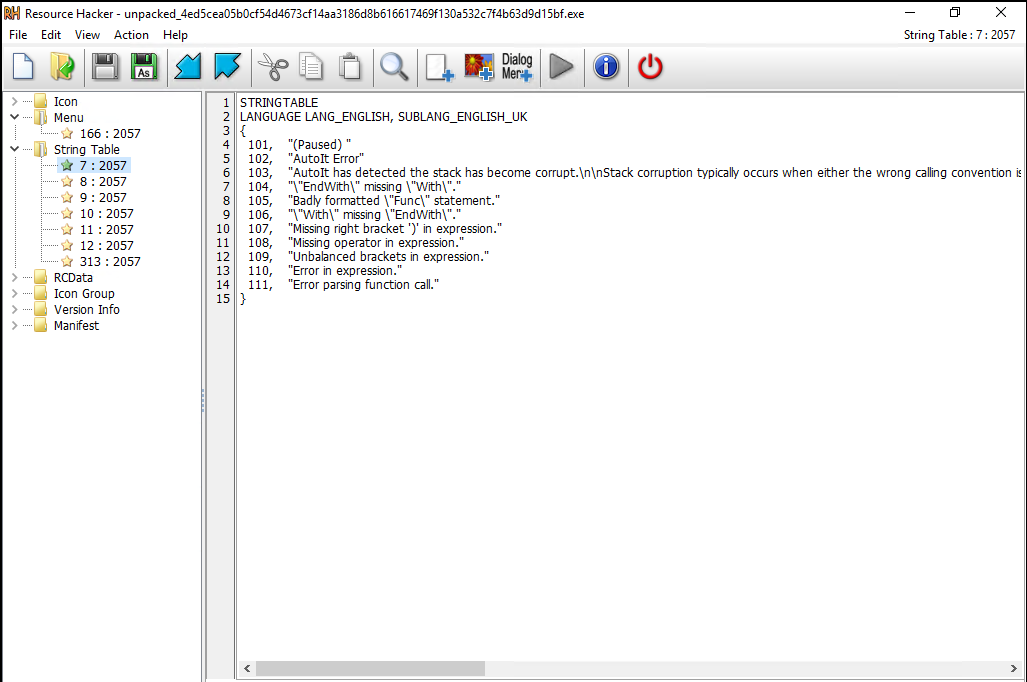 Resource Hacker - unpacked_4ed5cea05b0cf54d4673cf14aa3186d8b616617469f130a532c7f4b63d9d15bf.exe
File Edit View Action Help String Table : 7 : 2057
As
Dialog
Menu
Icon
Menu
166 : 2057
String Table
7 : 2057
8 : 2057
9 : 2057
10 : 2057
11 : 2057
12 : 2057
313 : 2057
RCData
Icon Group
Version Info
Manifest
1 STRINGTABLE
2 LANGUAGE LANG_ENGLISH, SUBLANG_ENGLISH_UK
3 {
4 101, "(Paused) "
5 102, "AutoIt Error"
6 103, "AutoIt has detected the stack has become corrupt.\n\nStack corruption typically occurs when either the wrong calling convention is
7 104, "\"EndWith\" missing \"With\"."
8 105, "Badly formatted \"Func\" statement."
9 106, "\"With\" missing \"EndWith\"."
10 107, "Missing right bracket ')' in expression."
11 108, "Missing operator in expression."
12 109, "Unbalanced brackets in expression."
13 110, "Error in expression."
14 111, "Error parsing function call."
15 }